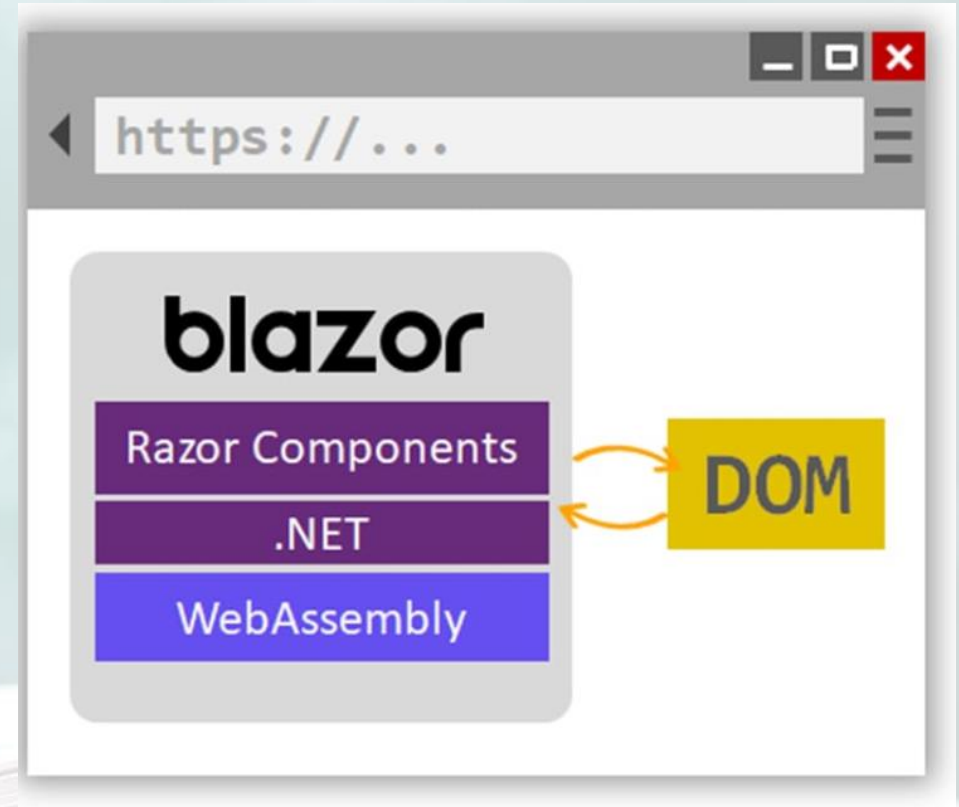 https://...
blazor
Razor Components
.NET
WebAssembly
DOM